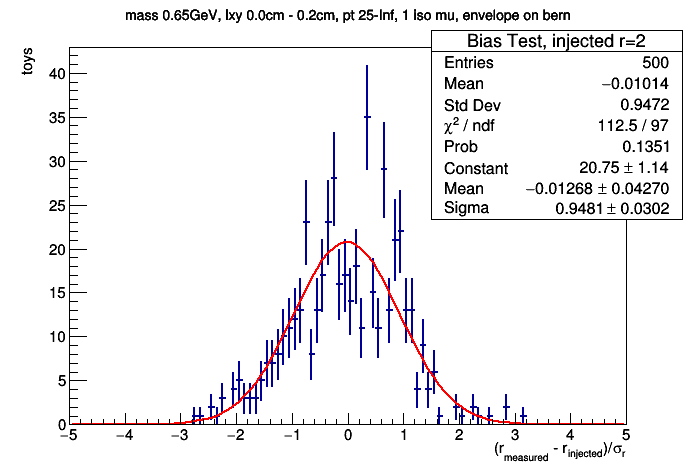 mass 0.65GeV, lxy 0.0cm - 0.2cm, pt 25-Inf, 1 Iso mu, envelope on bern
Bias Test, injected r=2
Entries 500
Mean −0.01014
Std Dev 0.9472
χ² / ndf 112.5 / 97
Prob 0.1351
Constant 20.75 ± 1.14
Mean −0.01268 ± 0.04270
Sigma 0.9481 ± 0.0302
toys
40
35
30
25
20
15
10
5
0
−5 −4 −3 −2 −1 0 1 2 3 4 5
(r_measured - r_injected)/σ_r